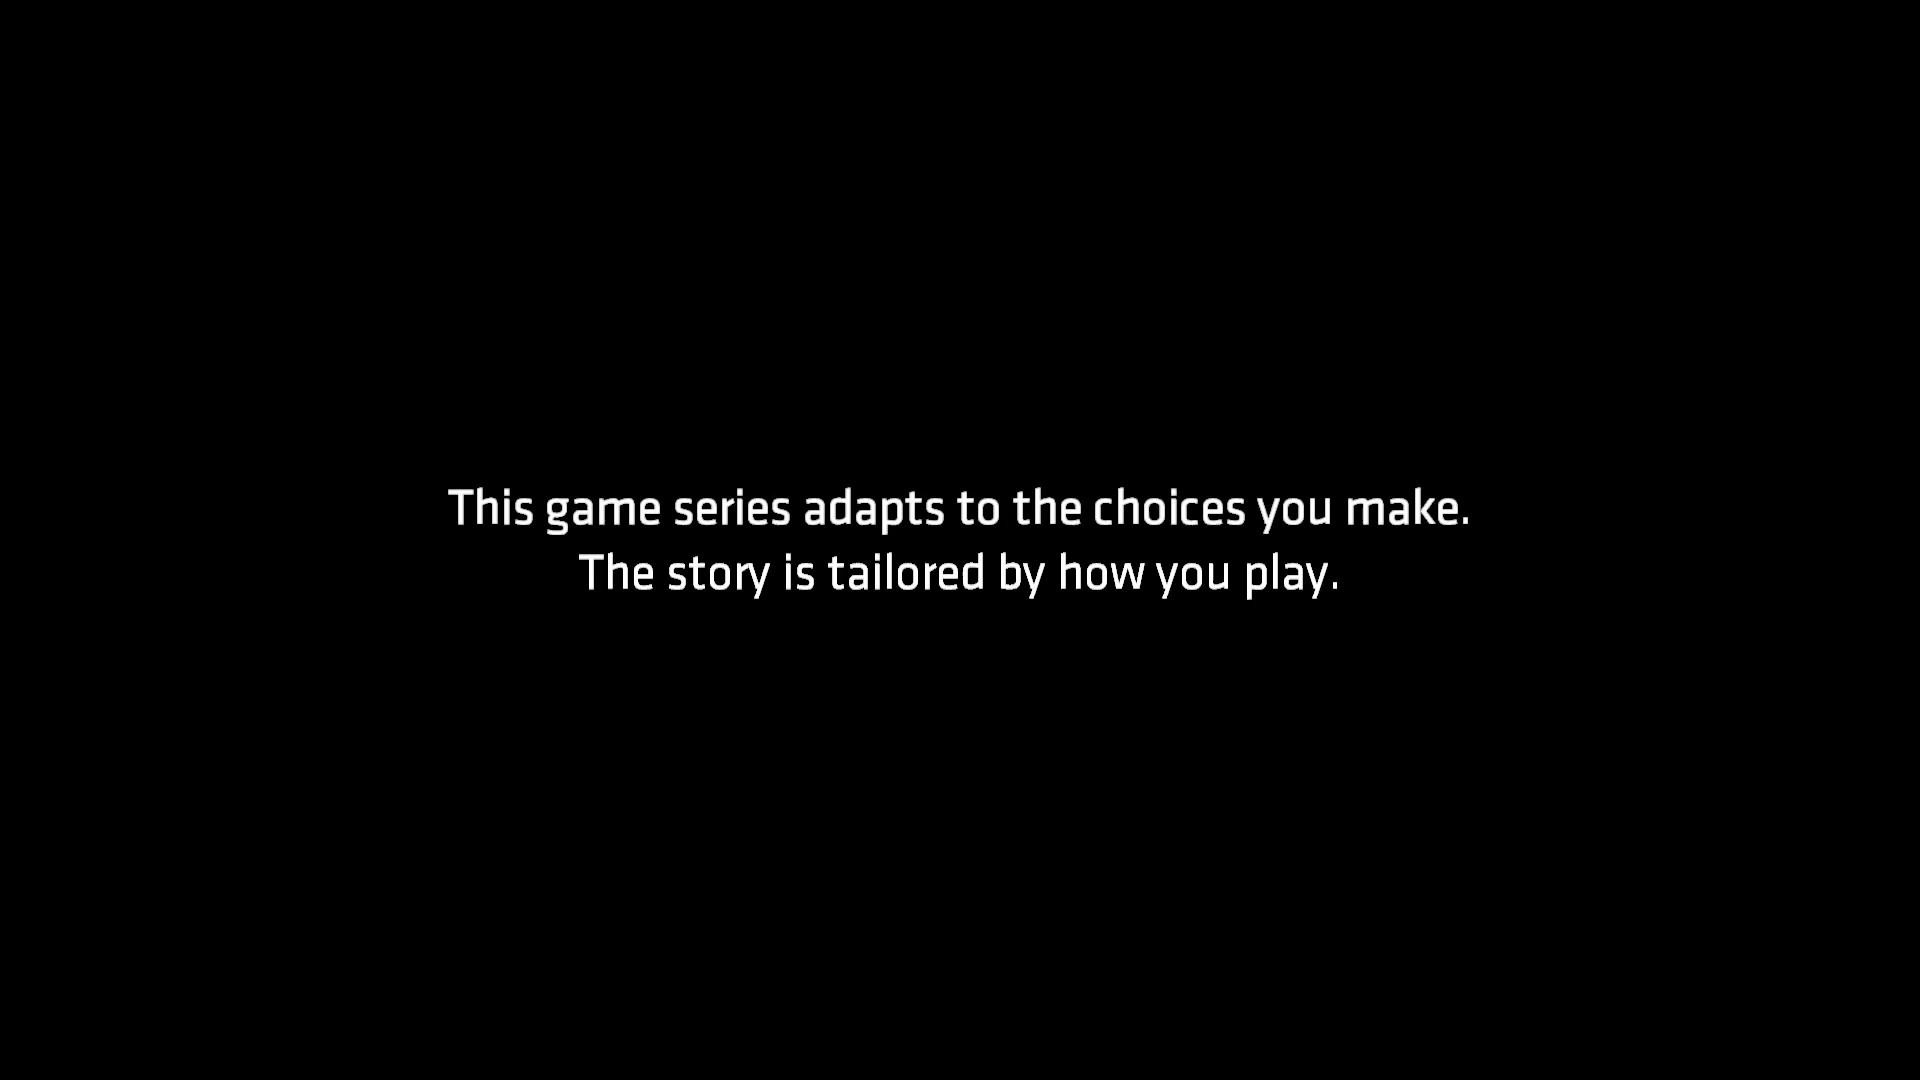 This game series adapts to the choices you make.
The story is tailored by how you play.